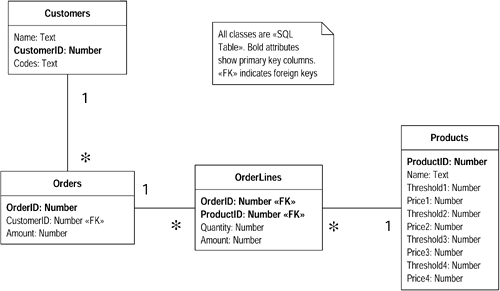 Customers
Name: Text
CustomerID: Number
Codes: Text
All classes are «SQL
Table». Bold attributes
show primary key columns.
«FK» indicates foreign keys
1
*
Orders
OrderID: Number
CustomerID: Number «FK»
Amount: Number
1
*
OrderLines
OrderID: Number «FK»
ProductID: Number «FK»
Quantity: Number
Amount: Number
*
1
Products
ProductID: Number
Name: Text
Threshold1: Number
Price1: Number
Threshold2: Number
Price2: Number
Threshold3: Number
Price3: Number
Threshold4: Number
Price4: Number